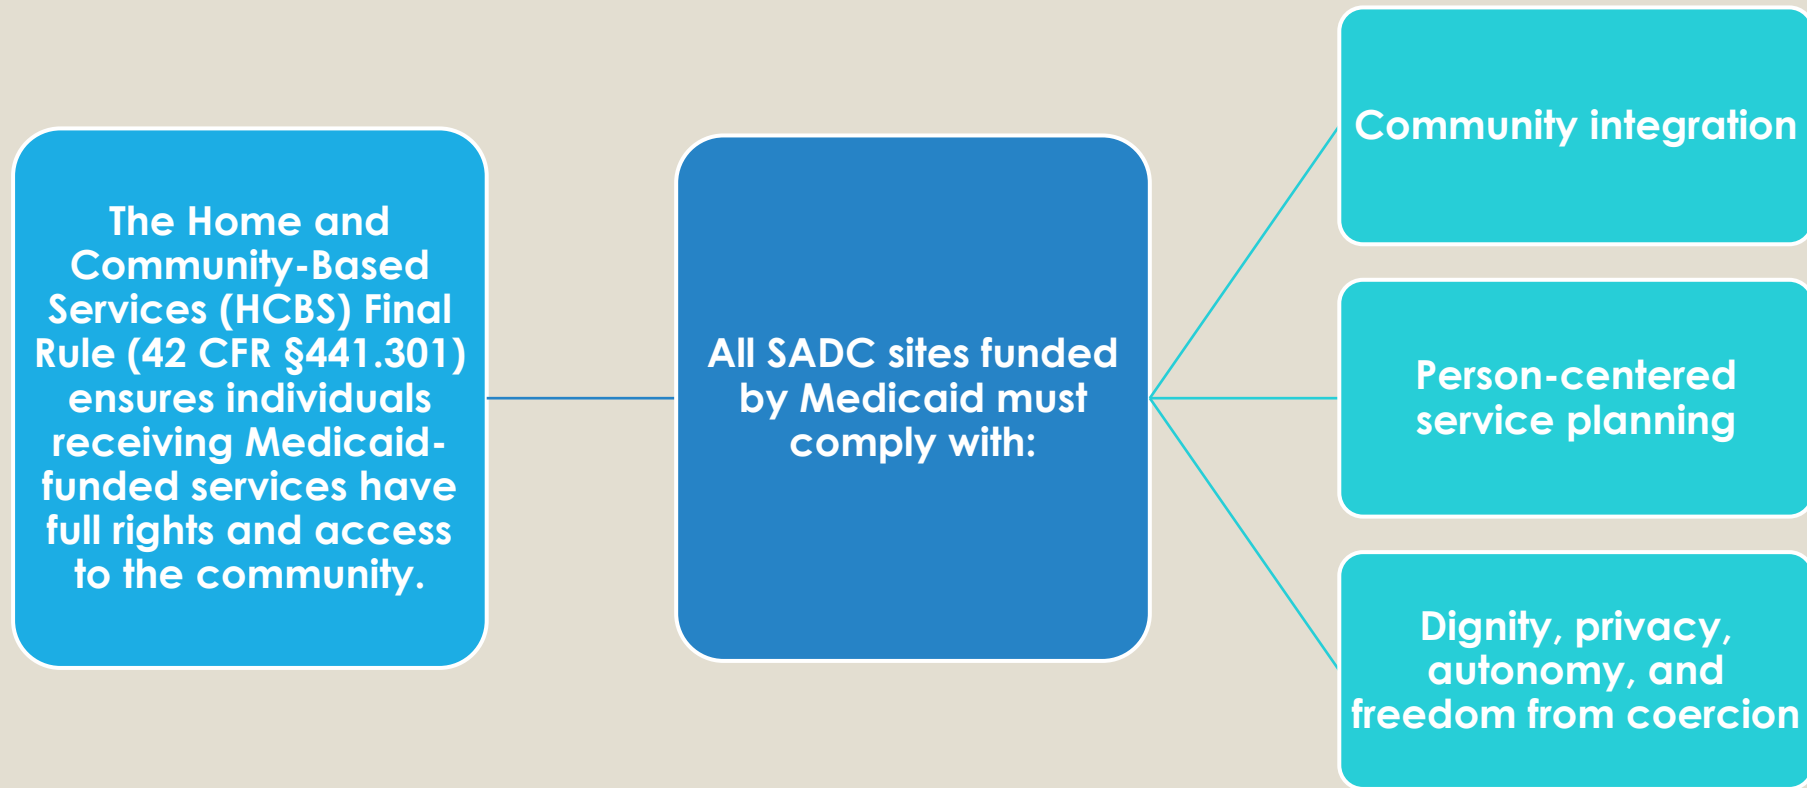 The Home and
Community-Based
Services (HCBS) Final
Rule (42 CFR §441.301)
ensures individuals
receiving Medicaid-
funded services have
full rights and access
to the community.
All SADC sites funded
by Medicaid must
comply with:
Community integration
Person-centered
service planning
Dignity, privacy,
autonomy, and
freedom from coercion